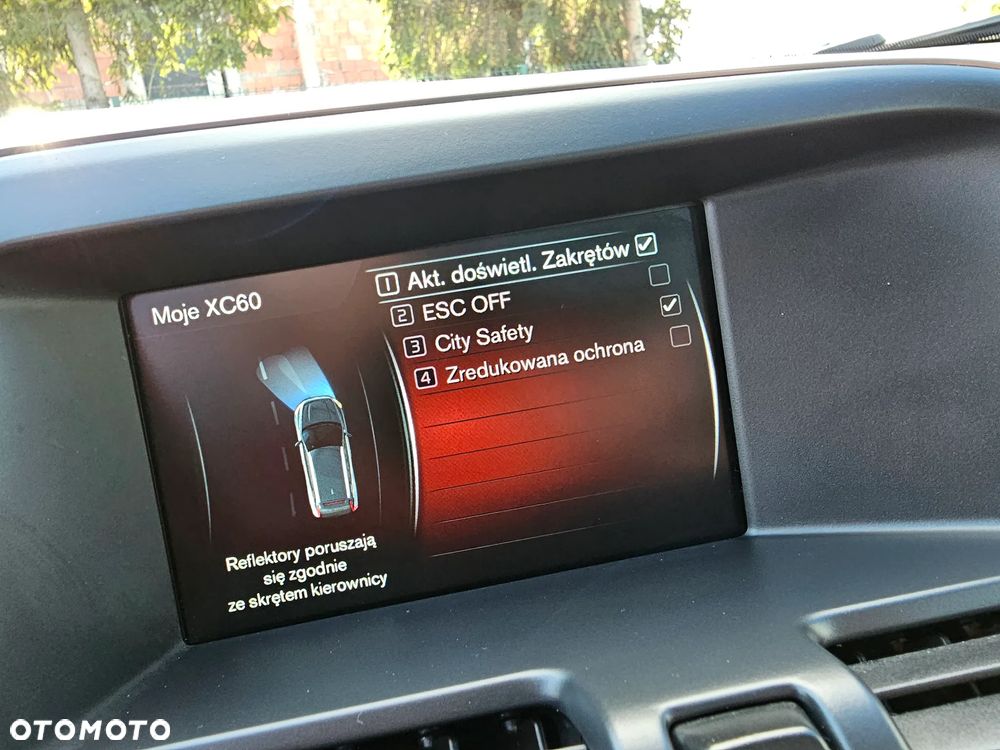 Moje XC60
1 Akt. doświetl. Zakrętów
2 ESC OFF
3 City Safety
4 Zredukowana ochrona
Reflektory poruszają
się zgodnie
ze skrętem kierownicy
OTOMOTO